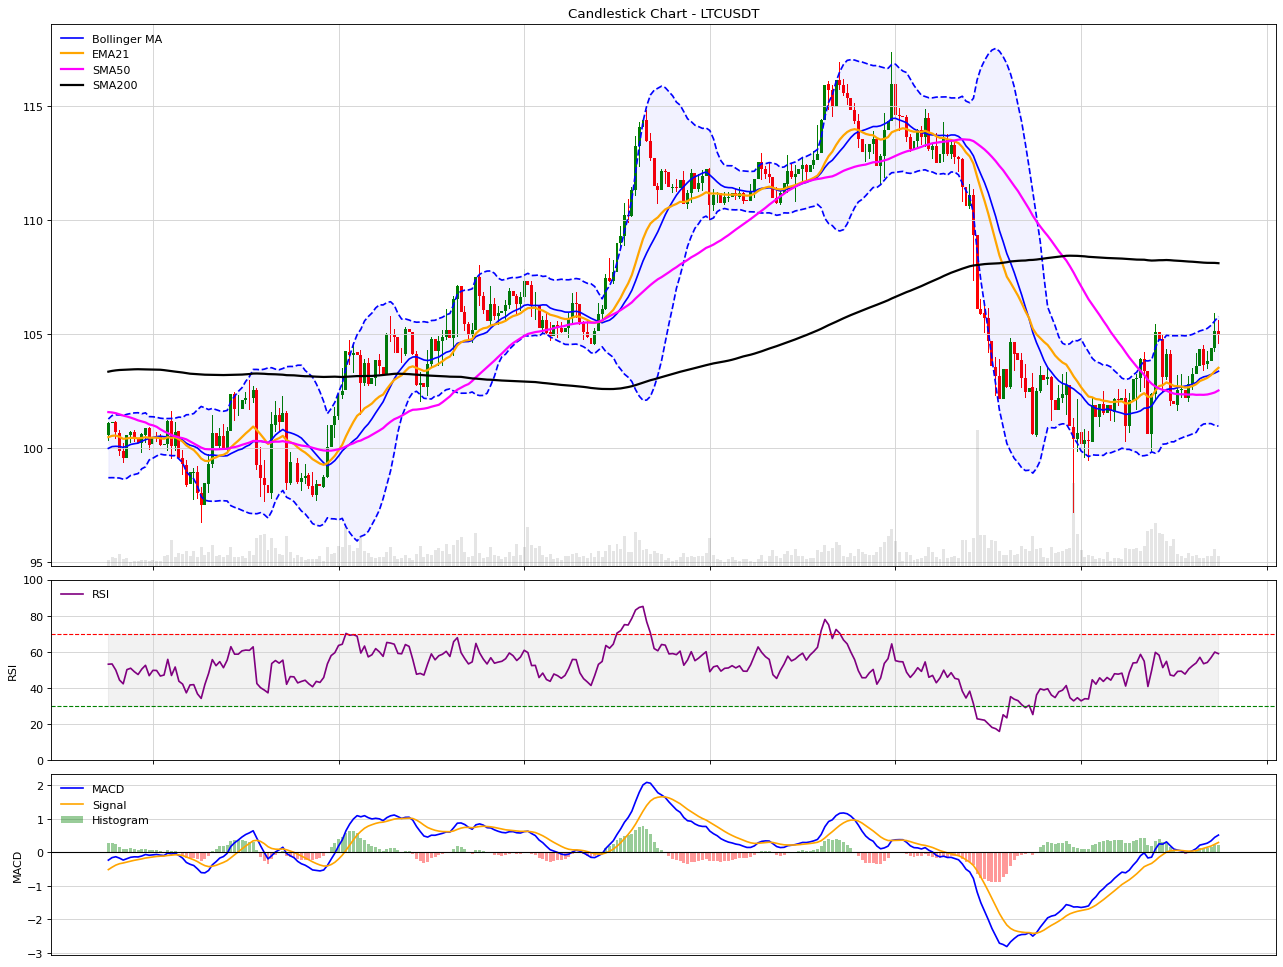 Candlestick Chart - LTCUSDT
Bollinger MA
EMA21
SMA50
SMA200
115
110
105
100
95
100
80
60
40
20
0
RSI
RSI
2
1
0
−1
−2
−3
MACD
MACD
Signal
Histogram